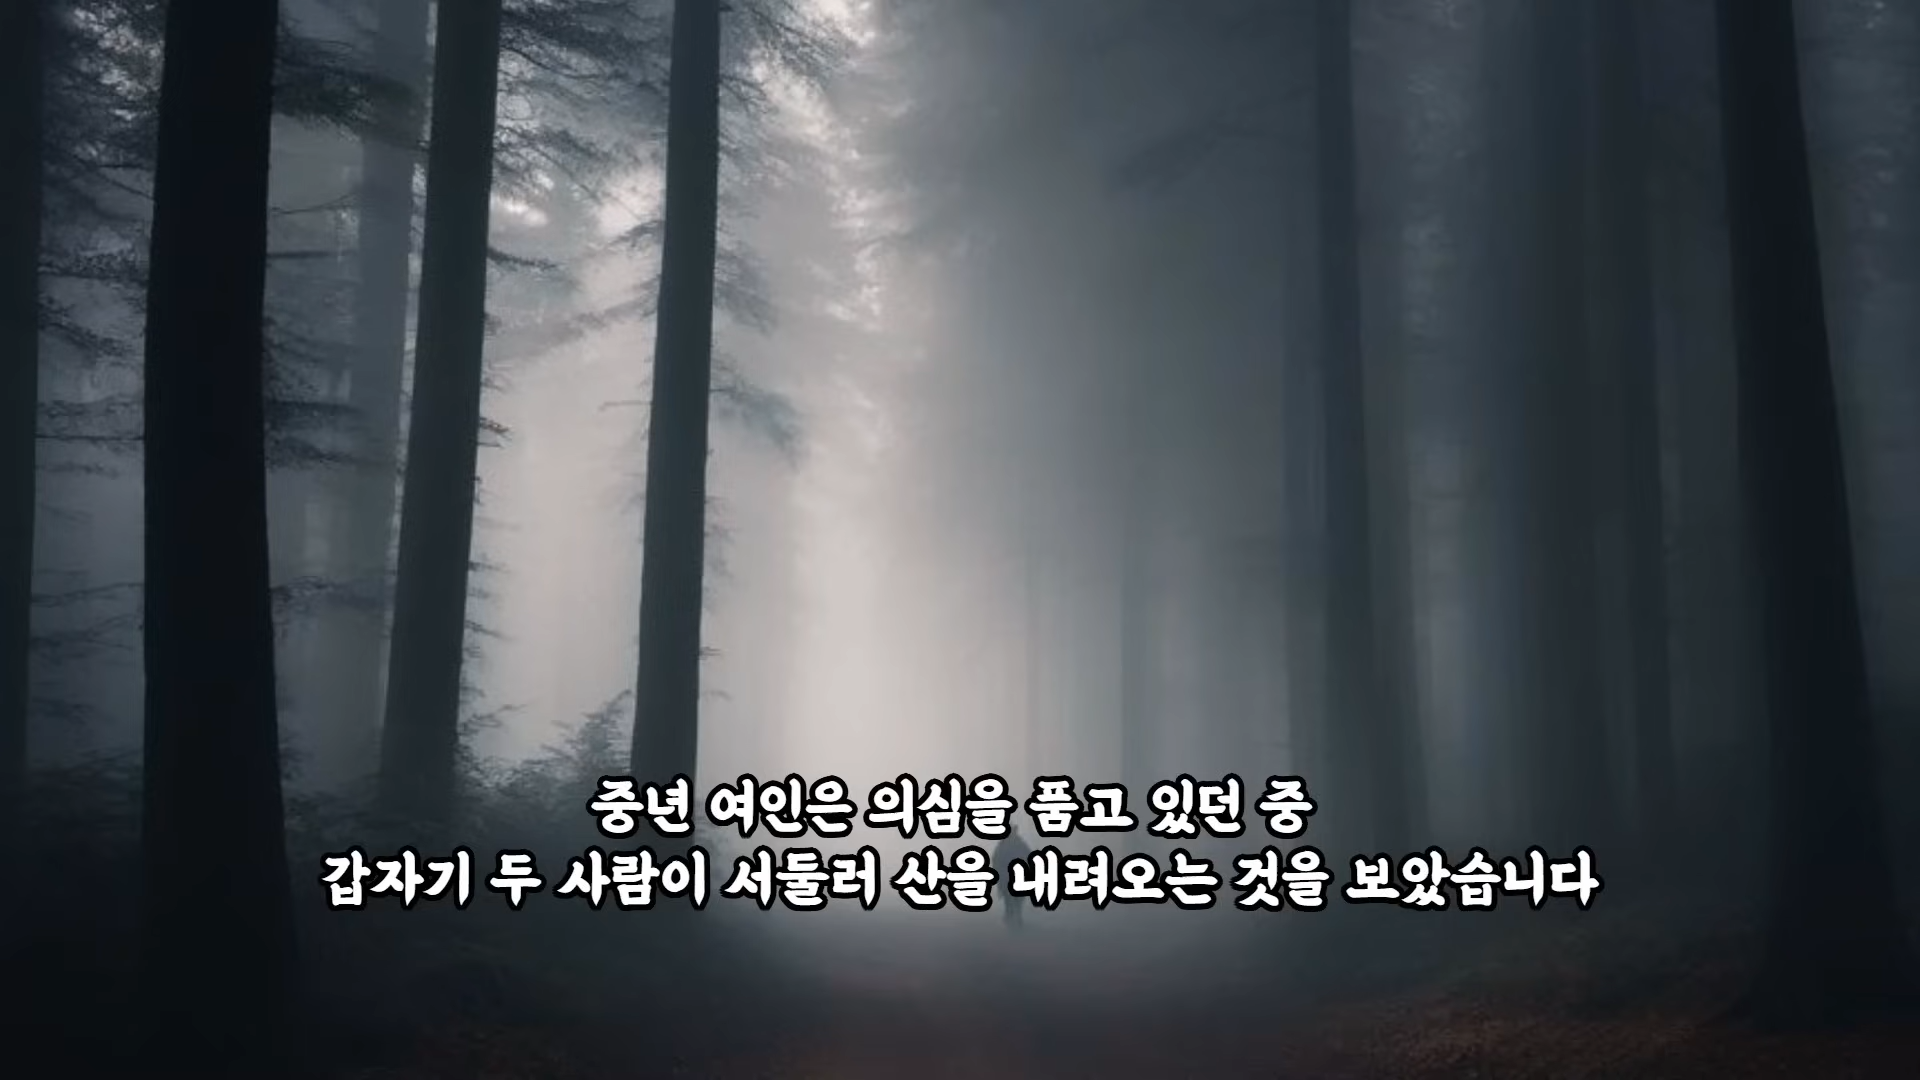 중년 여인은 의심을 품고 있던 중
갑자기 두 사람이 서둘러 산을 내려오는 것을 보았습니다